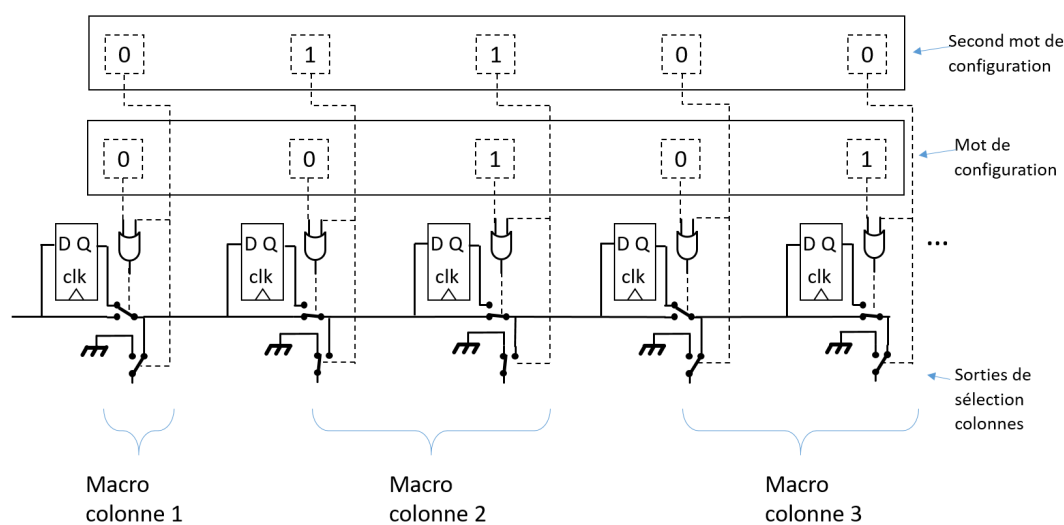 0 1 1 0 0
Second mot de
configuration
0 0 1 0 1
Mot de
configuration
D Q D Q D Q D Q D Q
clk clk clk clk clk
...
Sorties de
sélection
colonnes
Macro
colonne 1
Macro
colonne 2
Macro
colonne 3